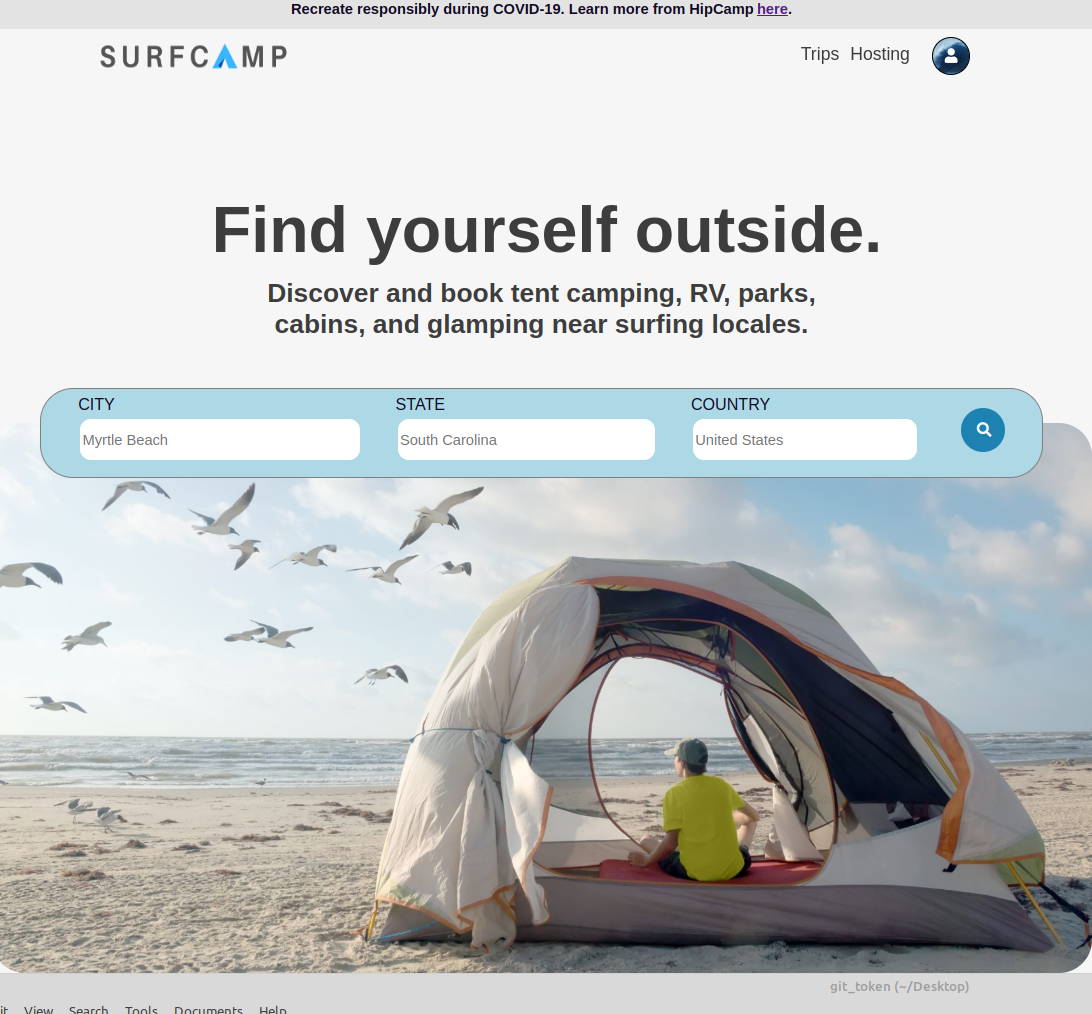 Recreate responsibly during COVID-19. Learn more from HipCamp here.
SURFCAMP
Trips Hosting
Find yourself outside.
Discover and book tent camping, RV, parks,
cabins, and glamping near surfing locales.
CITY STATE COUNTRY
Myrtle Beach South Carolina United States
git_token (~/Desktop)
it View Search Tools Documents Help